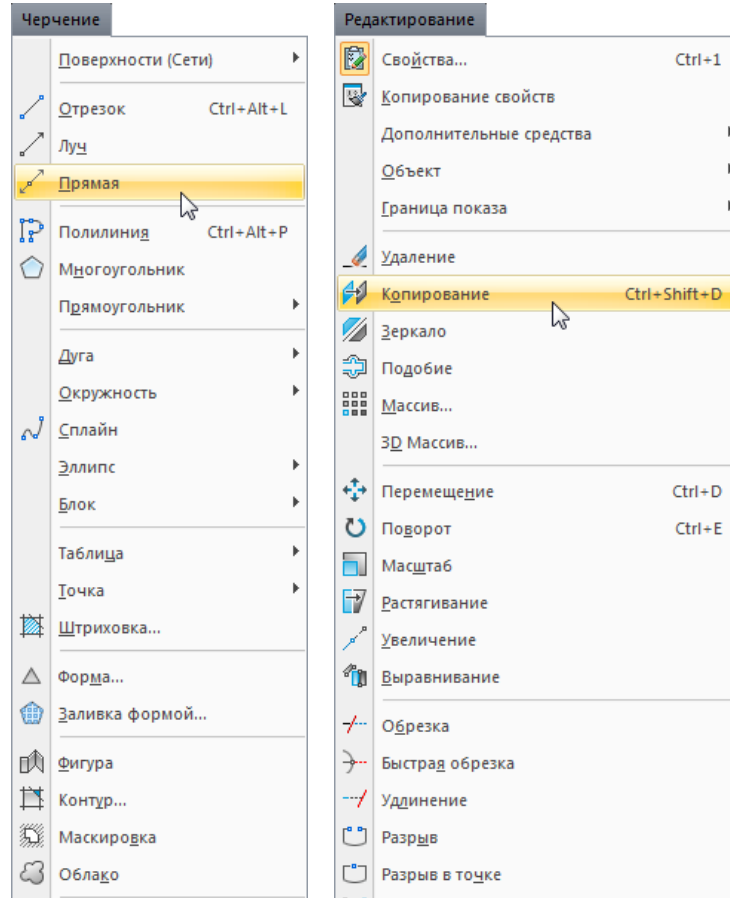 Черчение
Поверхности (Сети)
Отрезок Ctrl+Alt+L
Луч
Прямая
Полилиния Ctrl+Alt+P
Многоугольник
Прямоугольник
Дуга
Окружность
Сплайн
Эллипс
Блок
Таблица
Точка
Штриховка...
Форма...
Заливка формой...
Фигура
Контур...
Маскировка
Облако
Редактирование
Свойства... Ctrl+1
Копирование свойств
Дополнительные средства
Объект
Граница показа
Удаление
Копирование Ctrl+Shift+D
Зеркало
Подобие
Массив...
3D Массив...
Перемещение Ctrl+D
Поворот Ctrl+E
Масштаб
Растягивание
Увеличение
Выравнивание
Обрезка
Быстрая обрезка
Удлинение
Разрыв
Разрыв в точке